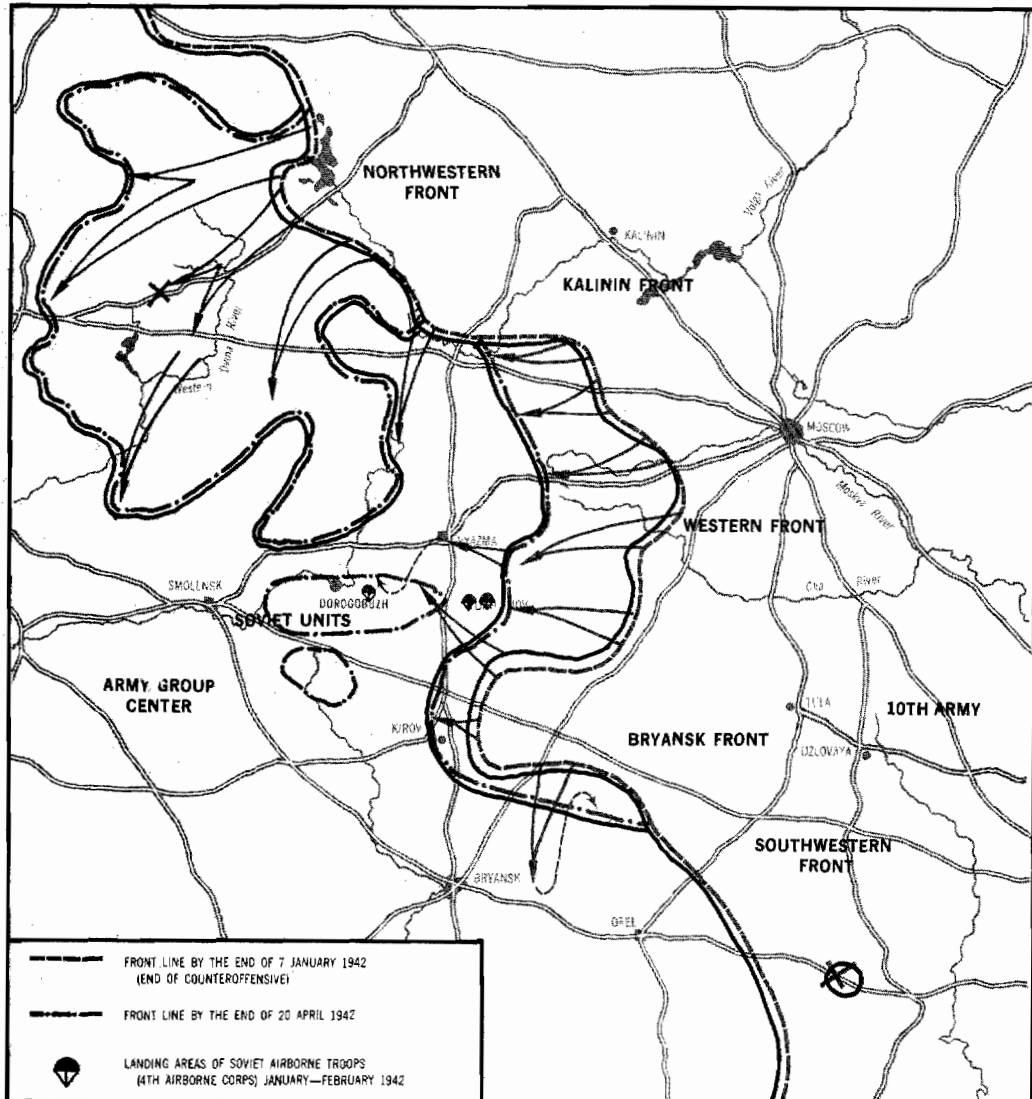 NORTHWESTERN
FRONT
Volga River
KALININ
KALININ FRONT
Western Dvina River
MOSCOW
Moskva River
WESTERN FRONT
VYAZMA
Oka River
SMOLENSK
DOROGOBUZH
SOVIET UNITS
ARMY GROUP
CENTER
TULA
10TH ARMY
KIROV
BRYANSK FRONT
UZLOVAYA
SOUTHWESTERN
FRONT
BRYANSK
OREL
FRONT LINE BY THE END OF 7 JANUARY 1942
(END OF COUNTEROFFENSIVE)
FRONT LINE BY THE END OF 20 APRIL 1942
LANDING AREAS OF SOVIET AIRBORNE TROOPS
(4TH AIRBORNE CORPS) JANUARY—FEBRUARY 1942